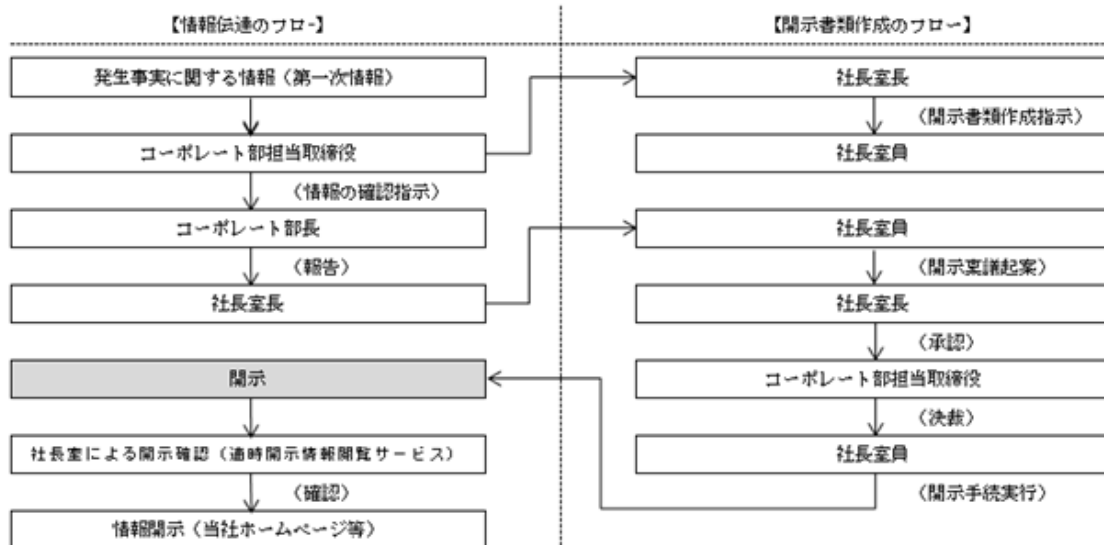 【情報伝達のフロー】
発生事実に関する情報（第一次情報）
コーポレート部担当取締役
（情報の確認指示）
コーポレート部長
（報告）
社長室長
開示
社長室による開示確認（適時開示情報閲覧サービス）
（確認）
情報開示（当社ホームページ等）
【開示書類作成のフロー】
社長室長
（開示書類作成指示）
社長室員
社長室員
（開示稟議起案）
社長室長
（承認）
コーポレート部担当取締役
（決裁）
社長室員
（開示手続実行）